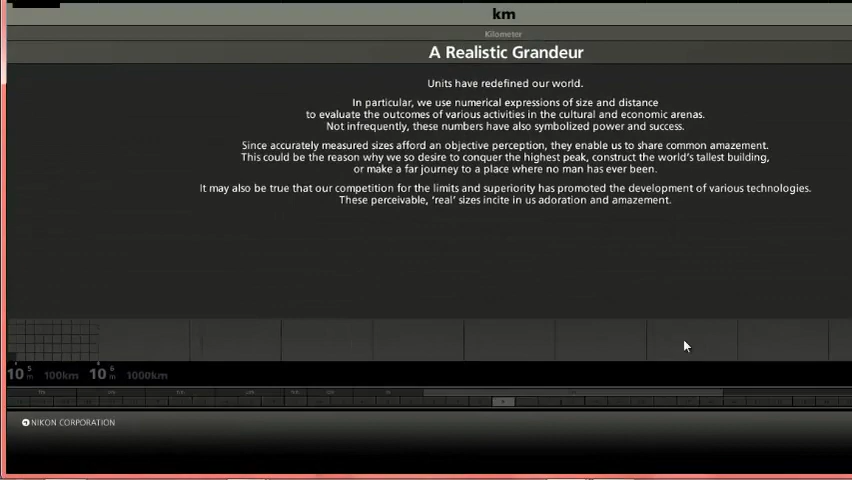 km
Kilometer
A Realistic Grandeur
Units have redefined our world.
In particular, we use numerical expressions of size and distance
to evaluate the outcomes of various activities in the cultural and economic arenas.
Not infrequently, these numbers have also symbolized power and success.
Since accurately measured sizes afford an objective perception, they enable us to share common amazement.
This could be the reason why we so desire to conquer the highest peak, construct the world's tallest building,
or make a far journey to a place where no man has ever been.
It may also be true that our competition for the limits and superiority has promoted the development of various technologies.
These perceivable, ‘real’ sizes incite in us adoration and amazement.
10 5 m 100km 10 6 m 1000km
NIKON CORPORATION